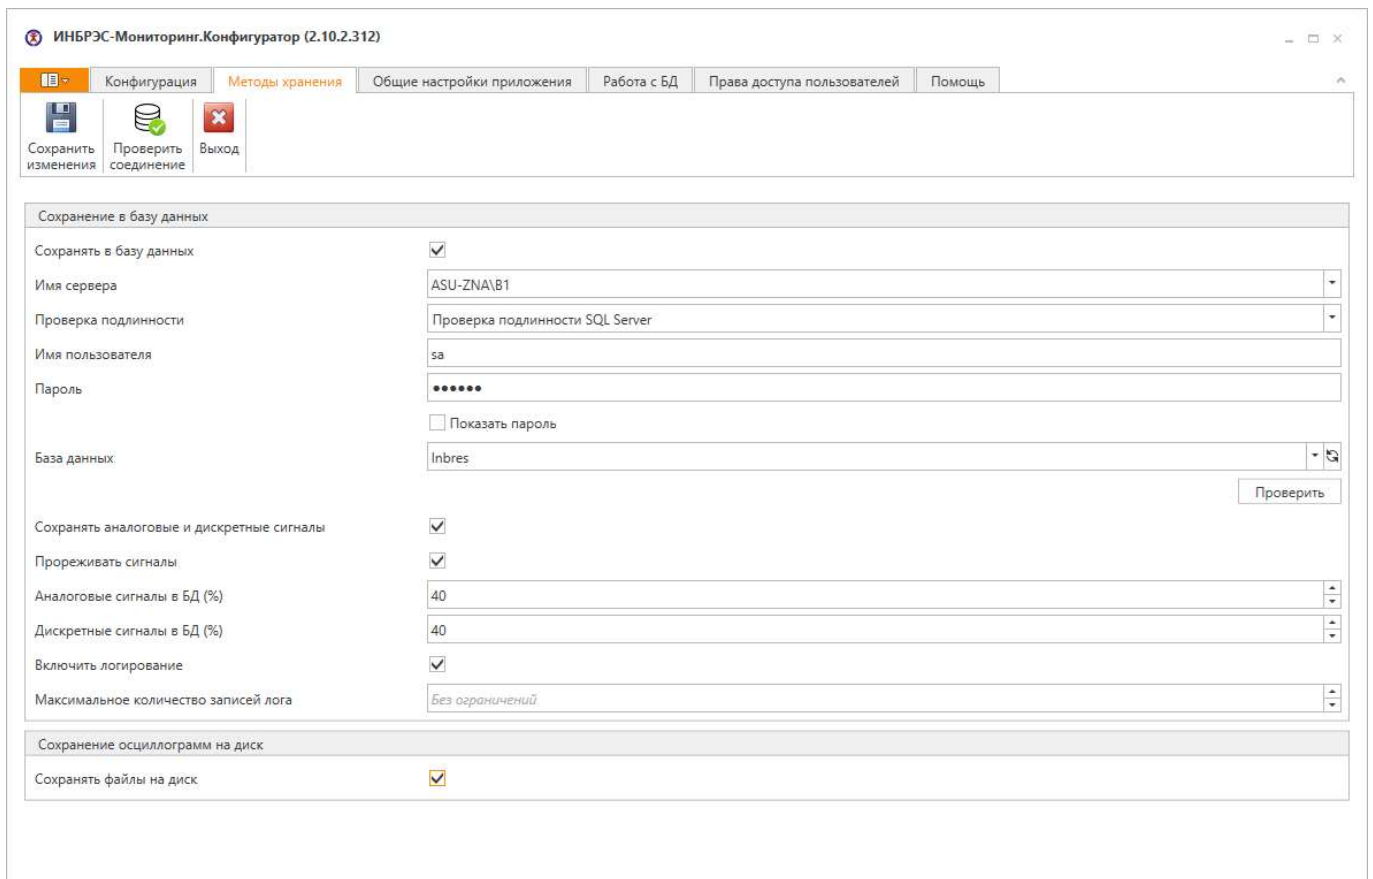 ИНБРЭС-Мониторинг.Конфигуратор (2.10.2.312)
Конфигурация Методы хранения Общие настройки приложения Работа с БД Права доступа пользователей Помощь
Сохранить изменения Проверить соединение Выход
Сохранение в базу данных
Сохранять в базу данных
Имя сервера ASU-ZNA\B1
Проверка подлинности Проверка подлинности SQL Server
Имя пользователя sa
Пароль ••••••
Показать пароль
База данных Inbres
Проверить
Сохранять аналоговые и дискретные сигналы
Прореживать сигналы
Аналоговые сигналы в БД (%) 40
Дискретные сигналы в БД (%) 40
Включить логирование
Максимальное количество записей лога Без ограничений
Сохранение осциллограмм на диск
Сохранять файлы на диск